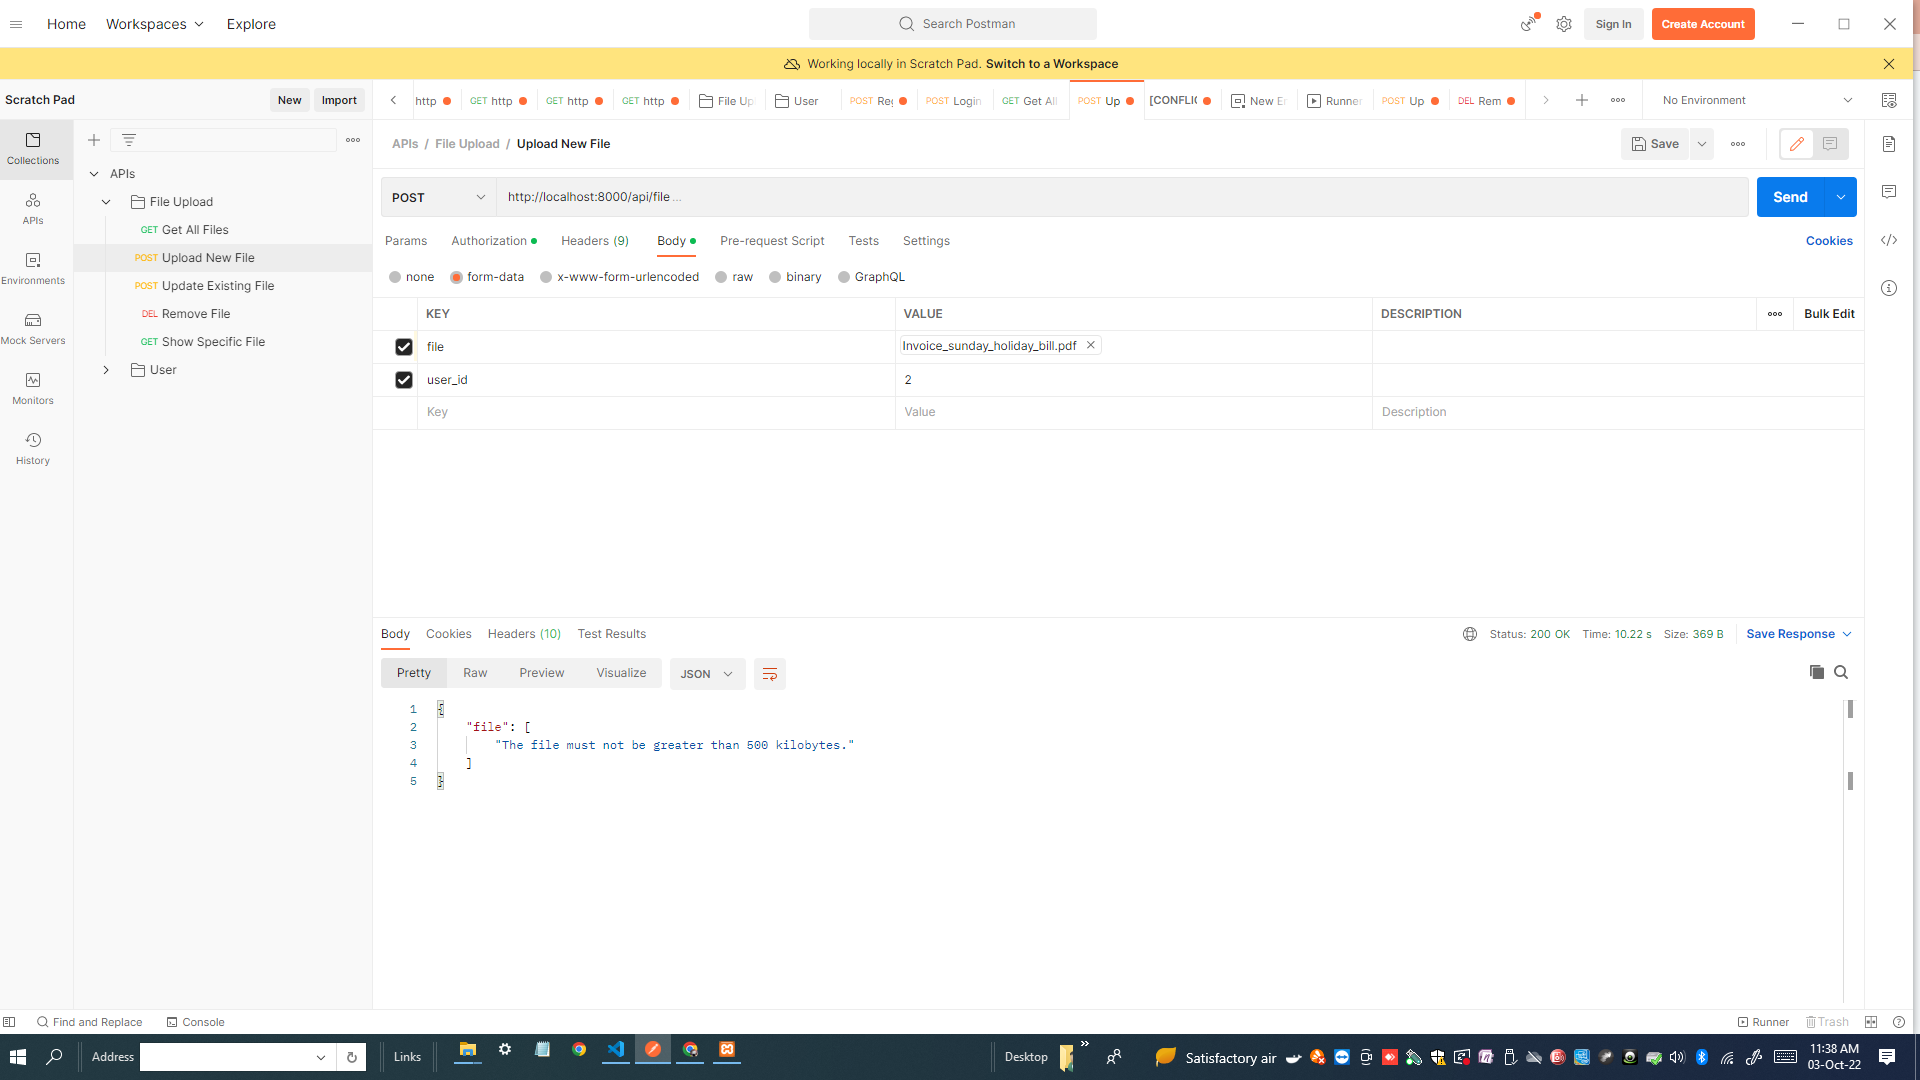 Home Workspaces Explore Search Postman Sign In Create Account
Working locally in Scratch Pad. Switch to a Workspace
Scratch Pad New Import
http GET http GET http GET http File Up User POST Reg POST Login GET Get All POST Up [CONFLIC New E Runner POST Up DEL Rem No Environment
Collections
APIs
Environments
Mock Servers
Monitors
History
APIs
File Upload
GET Get All Files
POST Upload New File
POST Update Existing File
DEL Remove File
GET Show Specific File
User
APIs / File Upload / Upload New File Save
POST http://localhost:8000/api/file ... Send
Params Authorization Headers (9) Body Pre-request Script Tests Settings Cookies
none form-data x-www-form-urlencoded raw binary GraphQL
KEY VALUE DESCRIPTION Bulk Edit
file Invoice_sunday_holiday_bill.pdf
user_id 2
Key Value Description
Body Cookies Headers (10) Test Results Status: 200 OK Time: 10.22 s Size: 369 B Save Response
Pretty Raw Preview Visualize JSON
1 {
2 "file": [
3 "The file must not be greater than 500 kilobytes."
4 ]
5 }
Find and Replace Console Runner Trash
Address Links Desktop Satisfactory air 11:38 AM
03-Oct-22